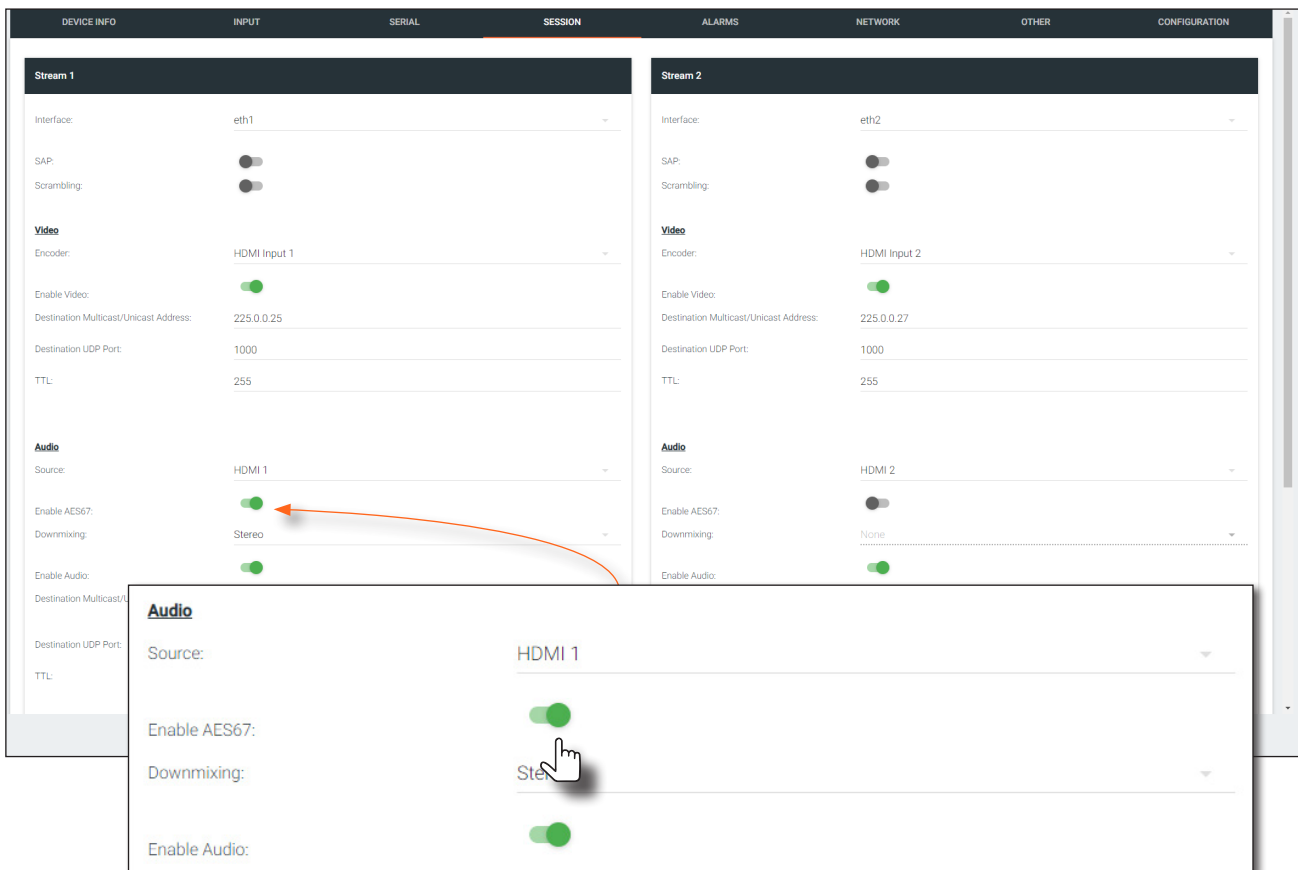 DEVICE INFO INPUT SERIAL SESSION ALARMS NETWORK OTHER CONFIGURATION
Stream 1
Interface: eth1
SAP:
Scrambling:
Video
Encoder: HDMI Input 1
Enable Video:
Destination Multicast/Unicast Address: 225.0.0.25
Destination UDP Port: 1000
TTL: 255
Audio
Source: HDMI 1
Enable AES67:
Downmixing: Stereo
Enable Audio:
Destination Multicast/U
Destination UDP Port:
TTL:
Stream 2
Interface: eth2
SAP:
Scrambling:
Video
Encoder: HDMI Input 2
Enable Video:
Destination Multicast/Unicast Address: 225.0.0.27
Destination UDP Port: 1000
TTL: 255
Audio
Source: HDMI 2
Enable AES67:
Downmixing: None
Enable Audio:
Audio
Source: HDMI 1
Enable AES67:
Downmixing:
Enable Audio: